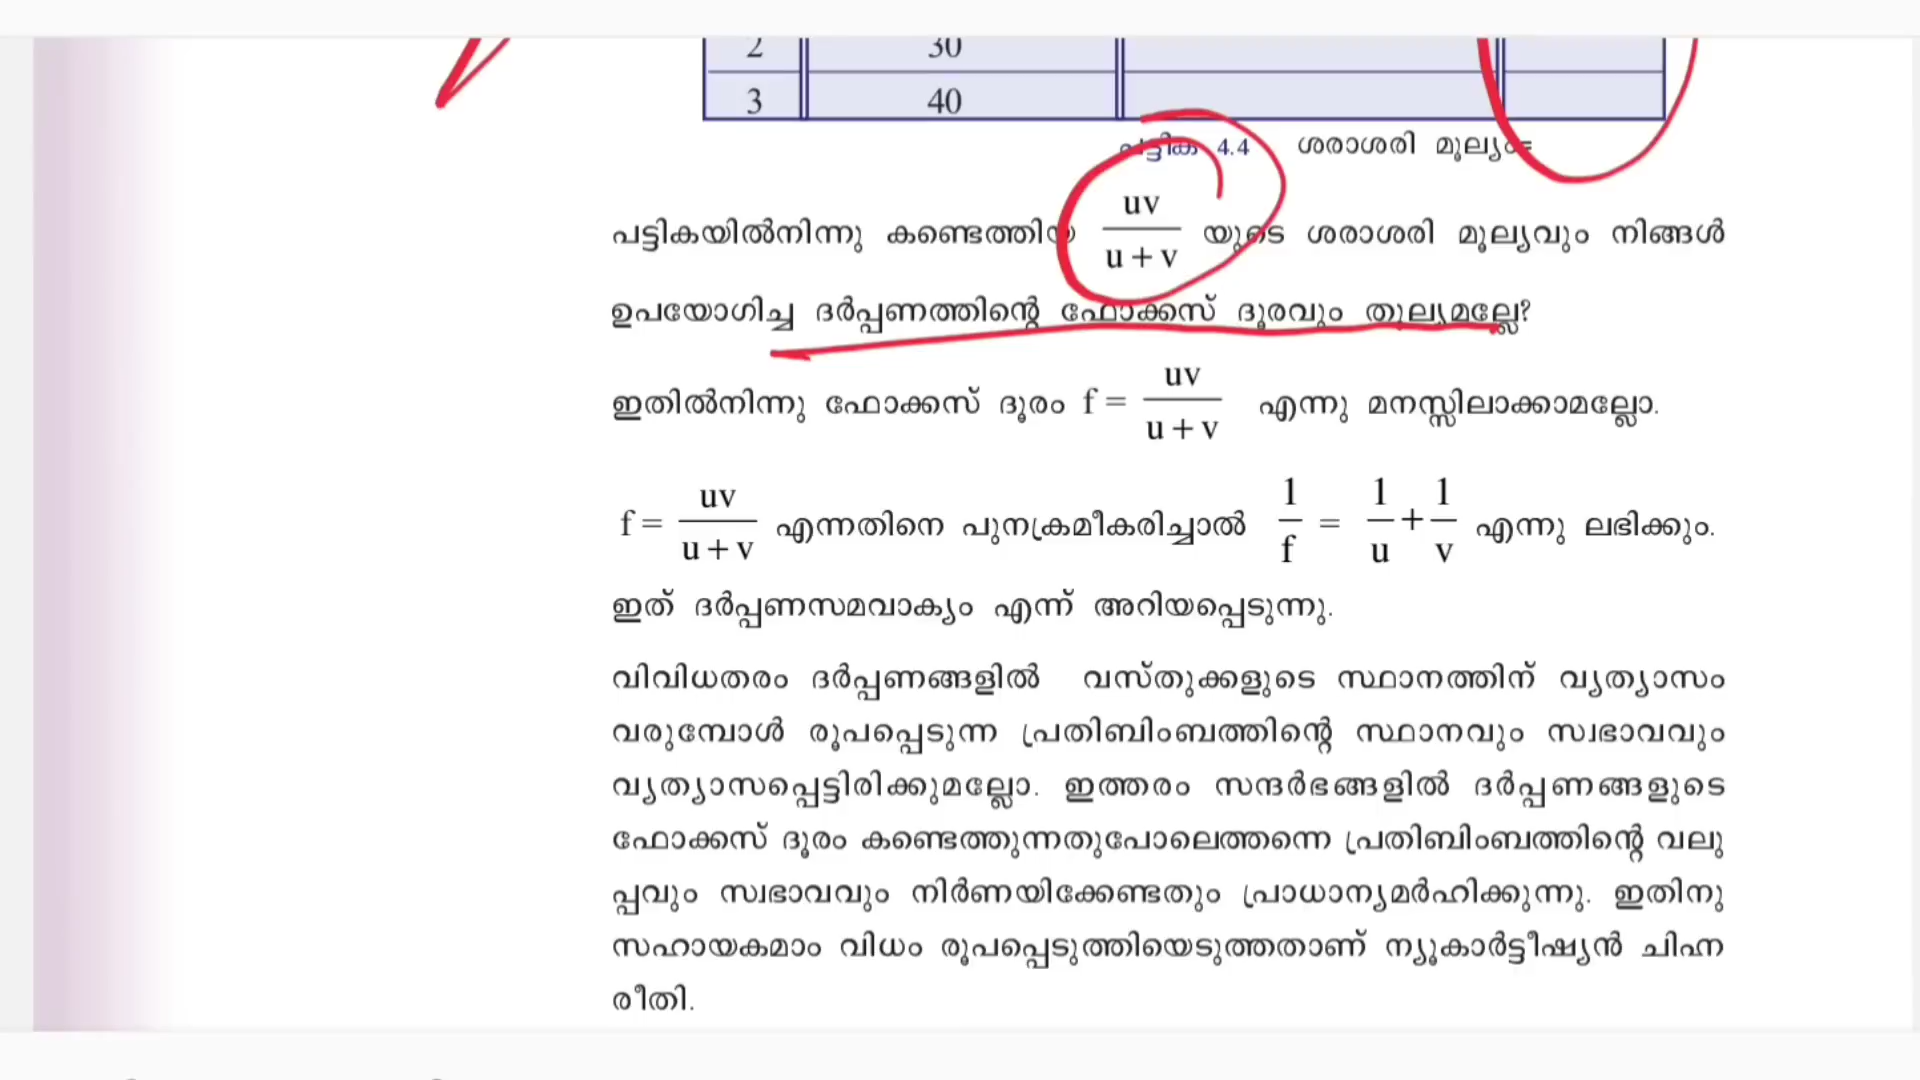 2 30
3 40
പട്ടിക 4.4 ശരാശരി മൂല്യം=
പട്ടികയിൽനിന്നു കണ്ടെത്തിയ uv / u + v യുടെ ശരാശരി മൂല്യവും നിങ്ങൾ
ഉപയോഗിച്ച ദർപ്പണത്തിന്റെ ഫോക്കസ് ദൂരവും തുല്യമല്ലേ?
ഇതിൽനിന്നു ഫോക്കസ് ദൂരം f = uv / u + v എന്നു മനസ്സിലാക്കാമല്ലോ.
f = uv / u + v എന്നതിനെ പുനഃക്രമീകരിച്ചാൽ 1/f = 1/u + 1/v എന്നു ലഭിക്കും.
ഇത് ദർപ്പണസമവാക്യം എന്ന് അറിയപ്പെടുന്നു.
വിവിധതരം ദർപ്പണങ്ങളിൽ വസ്തുക്കളുടെ സ്ഥാനത്തിന് വ്യത്യാസം
വരുമ്പോൾ രൂപപ്പെടുന്ന പ്രതിബിംബത്തിന്റെ സ്ഥാനവും സ്വഭാവവും
വ്യത്യാസപ്പെട്ടിരിക്കുമല്ലോ. ഇത്തരം സന്ദർഭങ്ങളിൽ ദർപ്പണങ്ങളുടെ
ഫോക്കസ് ദൂരം കണ്ടെത്തുന്നതുപോലെത്തന്നെ പ്രതിബിംബത്തിന്റെ വലു
പ്പവും സ്വഭാവവും നിർണയിക്കേണ്ടതും പ്രാധാന്യമർഹിക്കുന്നു. ഇതിനു
സഹായകമാം വിധം രൂപപ്പെടുത്തിയെടുത്തതാണ് ന്യൂകാർട്ടീഷ്യൻ ചിഹ്ന
രീതി.